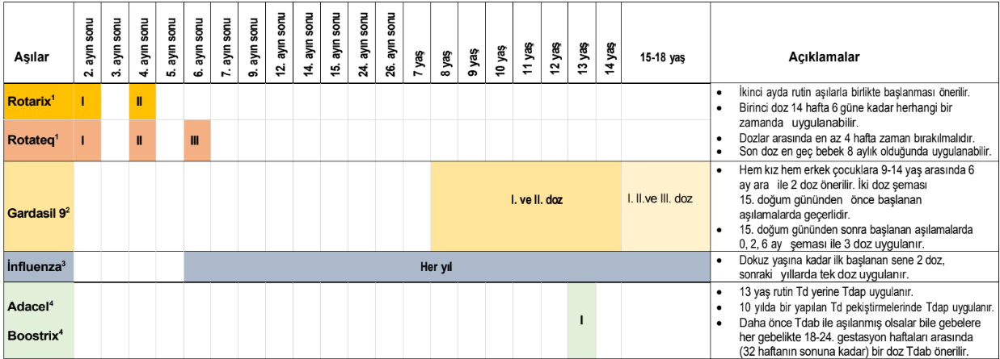 Aşılar
2. ayın sonu
3. ayın sonu
4. ayın sonu
5. ayın sonu
6. ayın sonu
7. ayın sonu
9. ayın sonu
12. ayın sonu
14. ayın sonu
15. ayın sonu
24. ayın sonu
26. ayın sonu
7 yaş
8 yaş
9 yaş
10 yaş
11 yaş
12 yaş
13 yaş
14 yaş
15-18 yaş
Açıklamalar
Rotarix¹
I
II
Rotateq¹
I
II
III
• İkinci ayda rutin aşılarla birlikte başlanması önerilir.
• Birinci doz 14 hafta 6 güne kadar herhangi bir
zamanda uygulanabilir.
• Dozlar arasında en az 4 hafta zaman bırakılmalıdır.
• Son doz en geç bebek 8 aylık olduğunda uygulanabilir.
Gardasil 9²
I. ve II. doz
I. II.ve III. doz
• Hem kız hem erkek çocuklara 9-14 yaş arasında 6
ay ara ile 2 doz önerilir. İki doz şeması
15. doğum gününden önce başlanan
aşılamalarda geçerlidir.
• 15. doğum gününden sonra başlanan aşılamalarda
0, 2, 6 ay şeması ile 3 doz uygulanır.
İnfluenza³
Her yıl
• Dokuz yaşına kadar ilk başlanan sene 2 doz,
sonraki yıllarda tek doz uygulanır.
Adacel⁴
Boostrix⁴
I
• 13 yaş rutin Td yerine Tdap uygulanır.
• 10 yılda bir yapılan Td pekiştirmelerinde Tdap uygulanır.
• Daha önce Tdab ile aşılanmış olsalar bile gebelere
her gebelikte 18-24. gestasyon haftaları arasında
(32 haftanın sonuna kadar) bir doz Tdab önerilir.